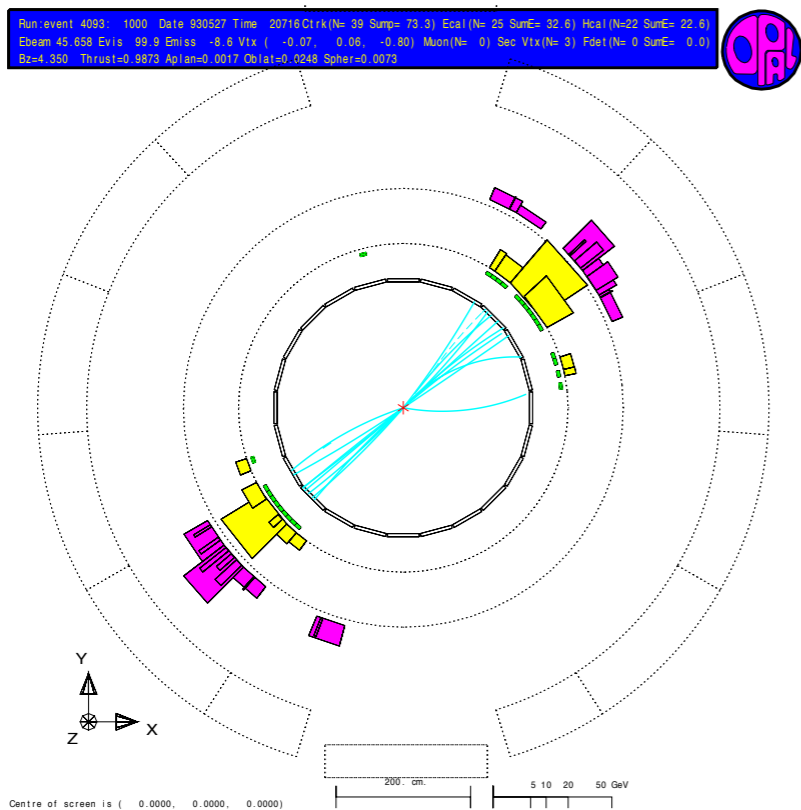 Run:event 4093: 1000 Date 930527 Time 20716 Ctrk(N= 39 Sump= 73.3) Ecal(N= 25 SumE= 32.6) Hcal(N=22 SumE= 22.6)
Ebeam 45.658 Evis 99.9 Emiss -8.6 Vtx ( -0.07, 0.06, -0.80) Muon(N= 0) Sec Vtx(N= 3) Fdet(N= 0 SumE= 0.0)
Bz=4.350 Thrust=0.9873 Aplan=0.0017 Oblat=0.0248 Spher=0.0073
OPAL
Y
X
Z
200. cm.
5 10 20 50 GeV
Centre of screen is ( 0.0000, 0.0000, 0.0000)